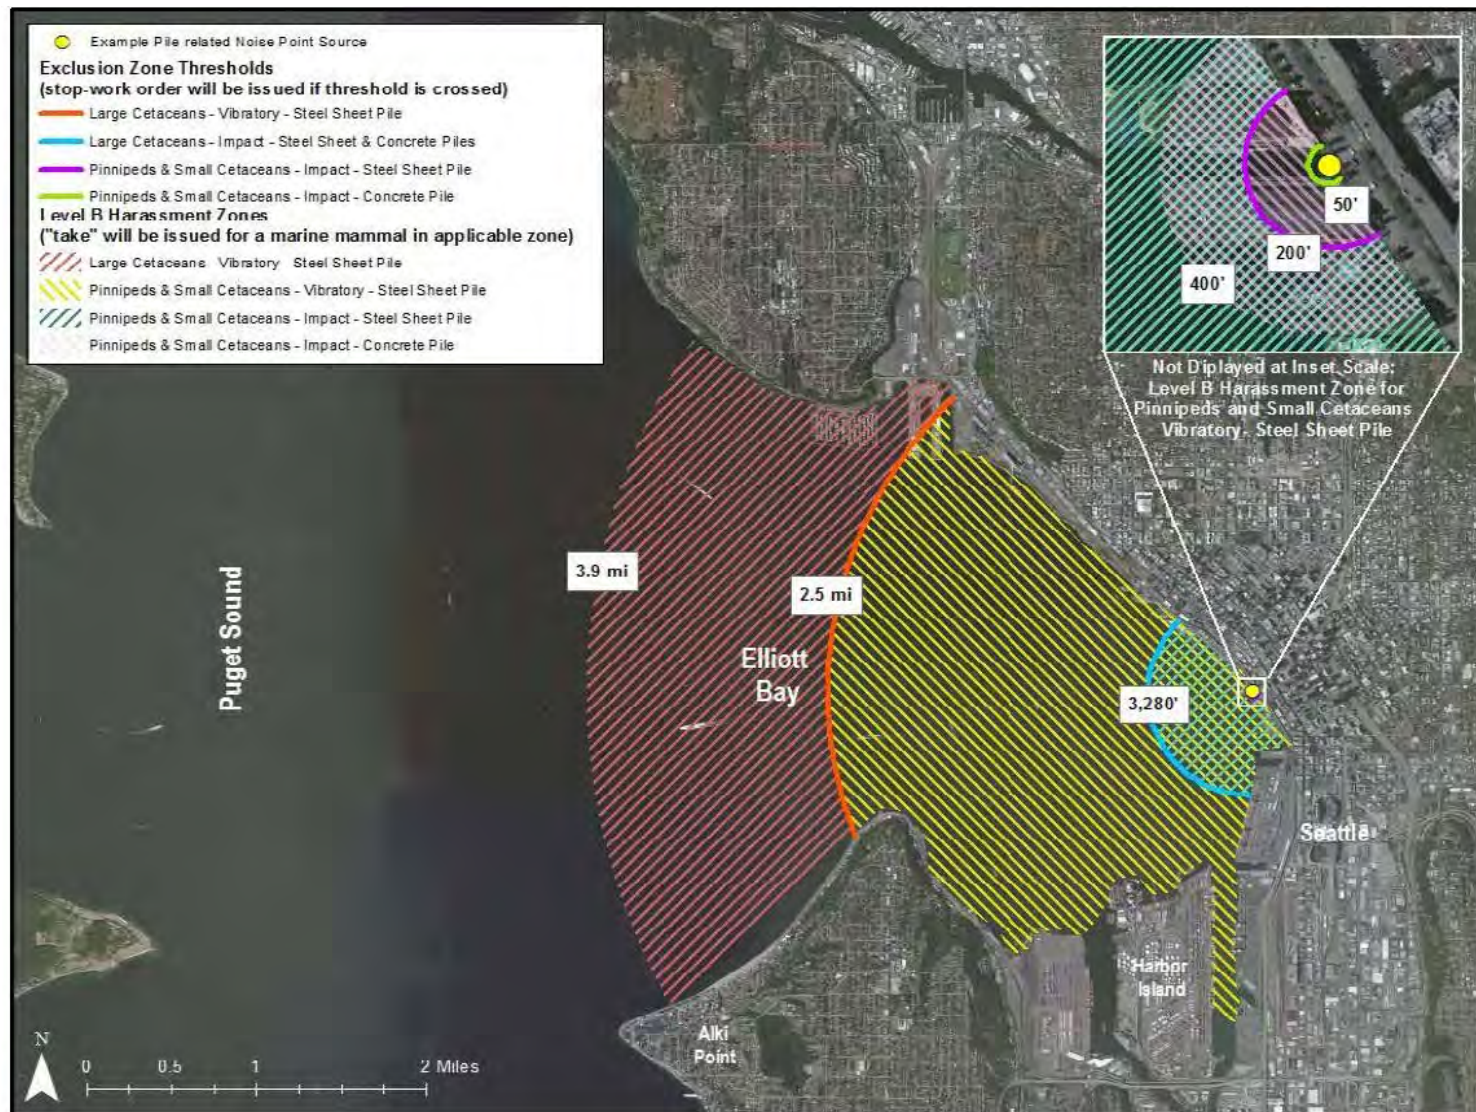 Example Pile related Noise Point Source
Exclusion Zone Thresholds
(stop-work order will be issued if threshold is crossed)
Large Cetaceans - Vibratory - Steel Sheet Pile
Large Cetaceans - Impact - Steel Sheet & Concrete Piles
Pinnipeds & Small Cetaceans - Impact - Steel Sheet Pile
Pinnipeds & Small Cetaceans - Impact - Concrete Pile
Level B Harassment Zones
("take" will be issued for a marine mammal in applicable zone)
Large Cetaceans Vibratory Steel Sheet Pile
Pinnipeds & Small Cetaceans - Vibratory - Steel Sheet Pile
Pinnipeds & Small Cetaceans - Impact - Steel Sheet Pile
Pinnipeds & Small Cetaceans - Impact - Concrete Pile
50'
200'
400'
Not Diplayed at Inset Scale:
Level B Harassment Zone for
Pinnipeds and Small Cetaceans
Vibratory - Steel Sheet Pile
3.9 mi
2.5 mi
Puget Sound
Elliott
Bay
3,280'
Seattle
Harbor
Island
Alki
Point
N
0 0.5 1 2 Miles